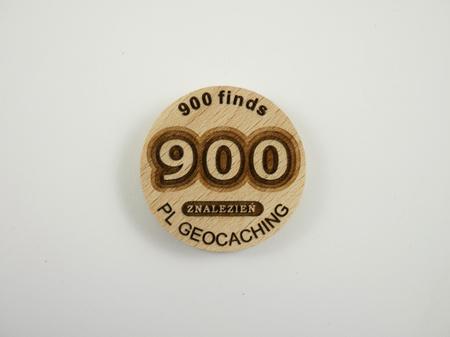 900 finds
900
ZNALEZIEŃ
PL GEOCACHING